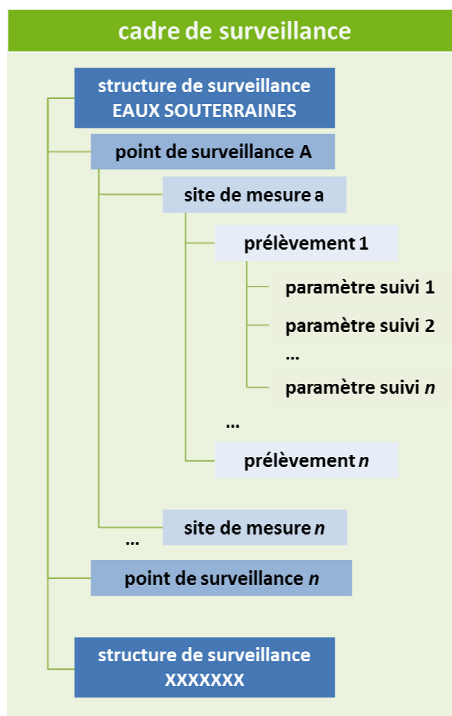 cadre de surveillance
structure de surveillance
EAUX SOUTERRAINES
point de surveillance A
site de mesure a
prélèvement 1
paramètre suivi 1
paramètre suivi 2
...
paramètre suivi n
...
prélèvement n
site de mesure n
...
point de surveillance n
structure de surveillance
XXXXXXX